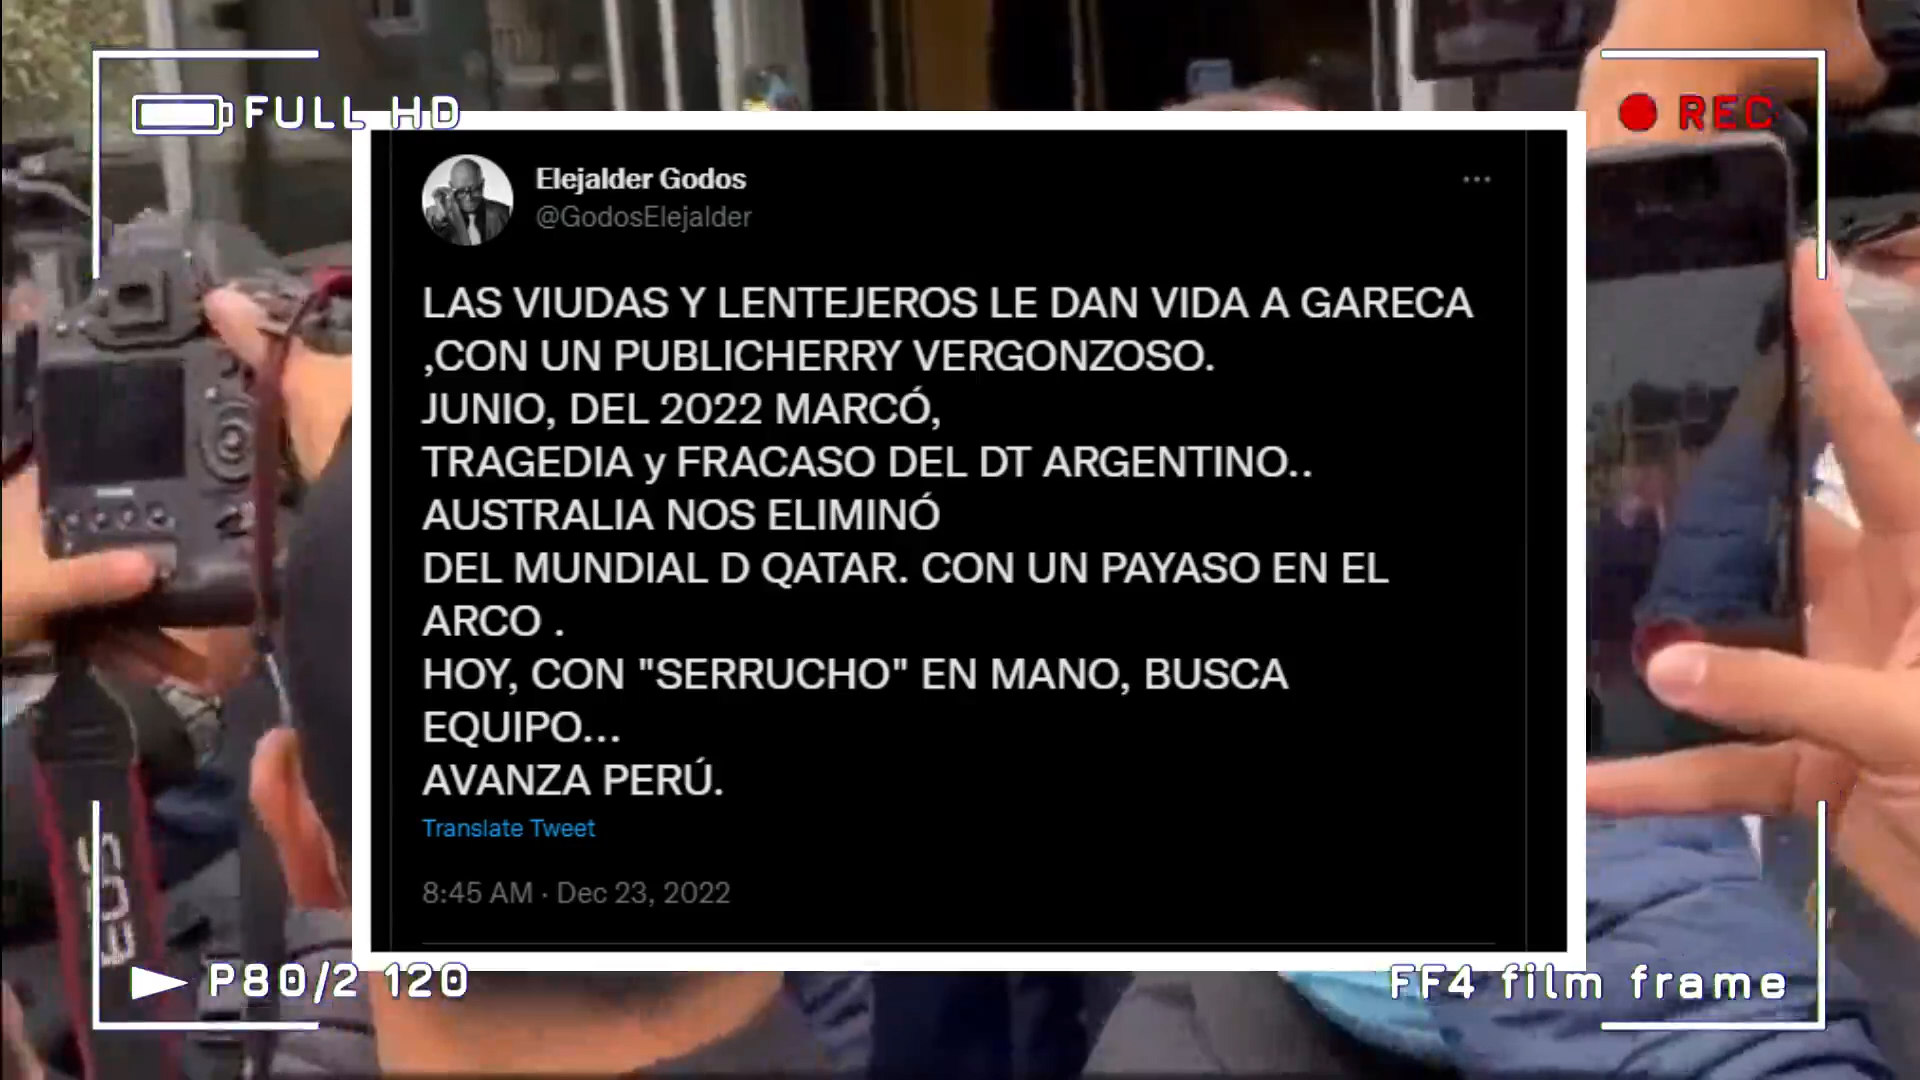 FULL HD
REC
Elejalder Godos
@GodosElejalder
LAS VIUDAS Y LENTEJEROS LE DAN VIDA A GARECA
,CON UN PUBLICHERRY VERGONZOSO.
JUNIO, DEL 2022 MARCÓ,
TRAGEDIA y FRACASO DEL DT ARGENTINO..
AUSTRALIA NOS ELIMINÓ
DEL MUNDIAL D QATAR. CON UN PAYASO EN EL
ARCO .
HOY, CON "SERRUCHO" EN MANO, BUSCA
EQUIPO...
AVANZA PERÚ.
Translate Tweet
8:45 AM · Dec 23, 2022
P80/2 120
FF4 film frame